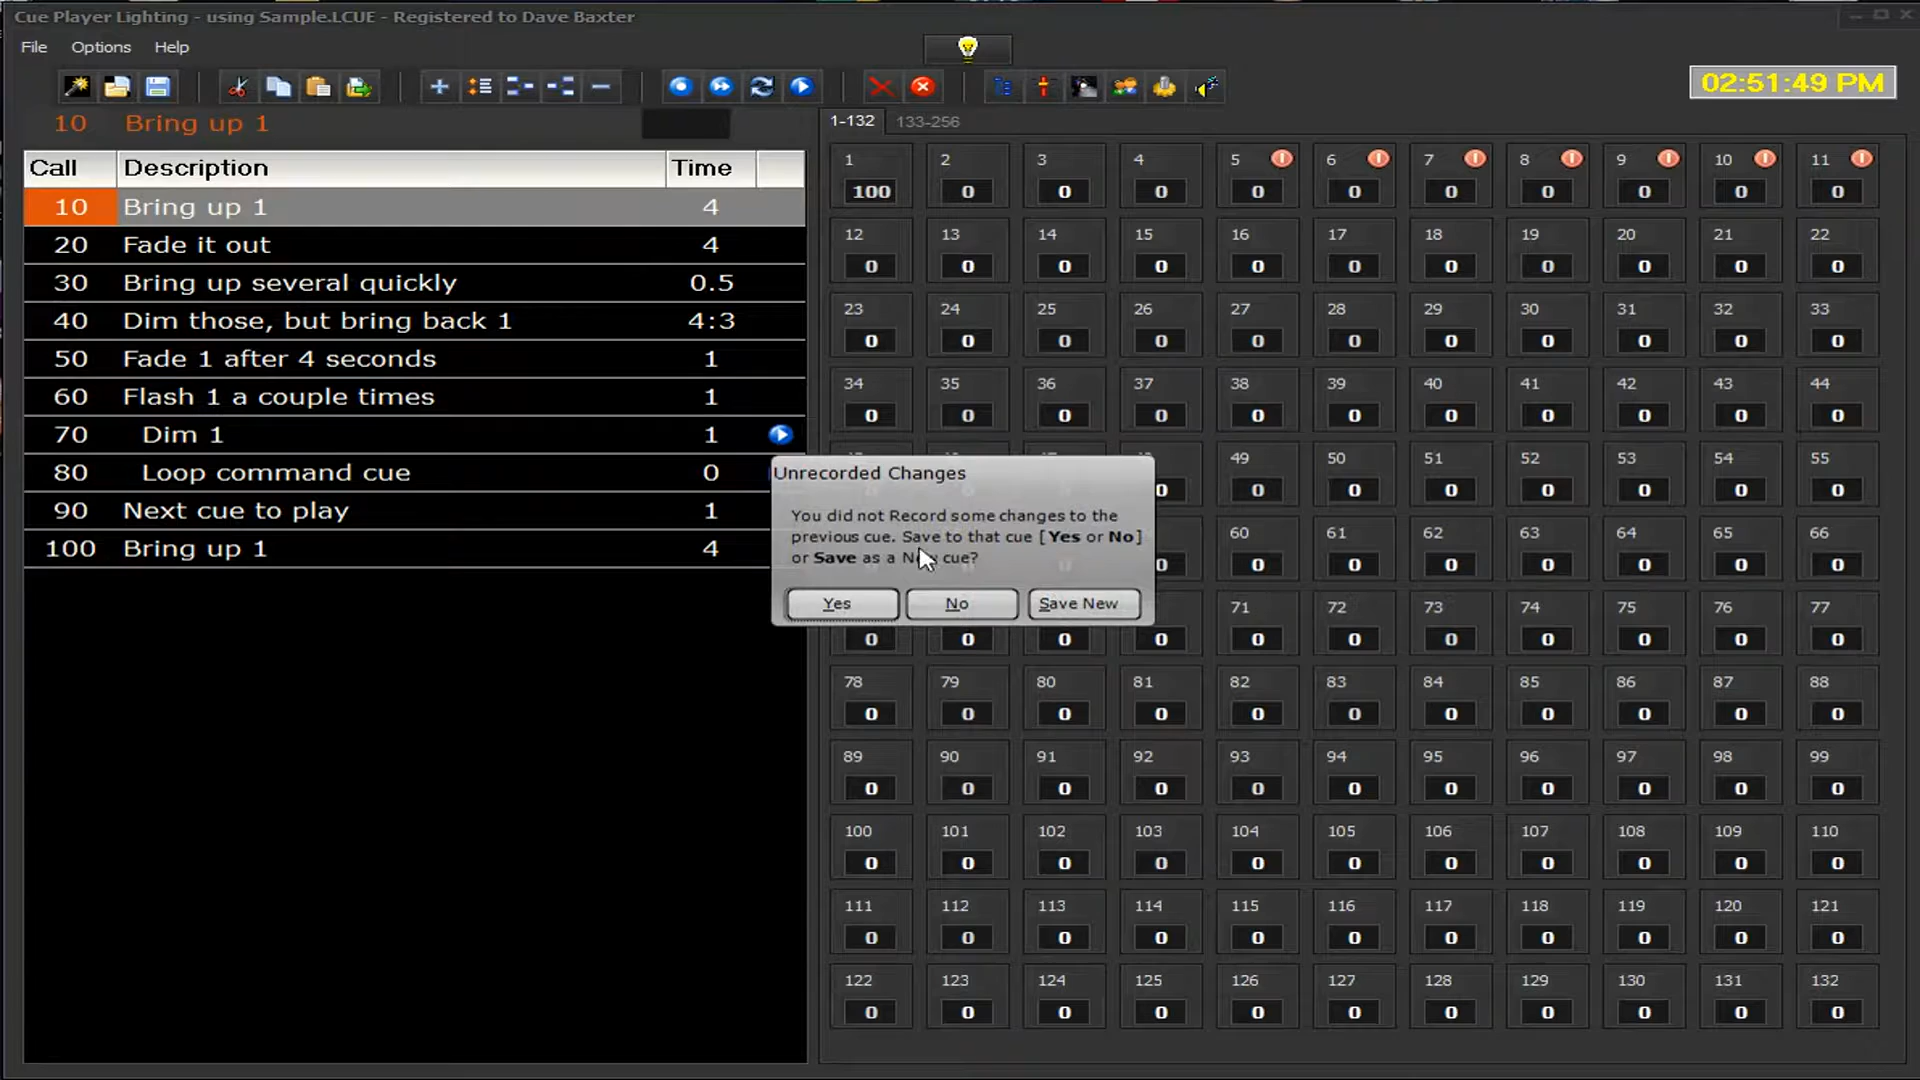 Cue Player Lighting - using Sample.LCUE - Registered to Dave Baxter
File Options Help
02:51:49 PM
10 Bring up 1
Call Description Time
10 Bring up 1 4
20 Fade it out 4
30 Bring up several quickly 0.5
40 Dim those, but bring back 1 4:3
50 Fade 1 after 4 seconds 1
60 Flash 1 a couple times 1
70 Dim 1 1
80 Loop command cue 0
90 Next cue to play 1
100 Bring up 1 4
1-132 133-256
1 2 3 4 5 6 7 8 9 10 11
100 0 0 0 0 0 0 0 0 0 0
12 13 14 15 16 17 18 19 20 21 22
0 0 0 0 0 0 0 0 0 0 0
23 24 25 26 27 28 29 30 31 32 33
0 0 0 0 0 0 0 0 0 0 0
34 35 36 37 38 39 40 41 42 43 44
0 0 0 0 0 0 0 0 0 0 0
49 50 51 52 53 54 55
0 0 0 0 0 0 0 0
60 61 62 63 64 65 66
0 0 0 0 0 0 0 0
Unrecorded Changes
You did not Record some changes to the
previous cue. Save to that cue [Yes or No]
or Save as a New cue?
Yes No Save New
71 72 73 74 75 76 77
0 0 0 0 0 0 0 0 0 0 0
78 79 80 81 82 83 84 85 86 87 88
0 0 0 0 0 0 0 0 0 0 0
89 90 91 92 93 94 95 96 97 98 99
0 0 0 0 0 0 0 0 0 0 0
100 101 102 103 104 105 106 107 108 109 110
0 0 0 0 0 0 0 0 0 0 0
111 112 113 114 115 116 117 118 119 120 121
0 0 0 0 0 0 0 0 0 0 0
122 123 124 125 126 127 128 129 130 131 132
0 0 0 0 0 0 0 0 0 0 0